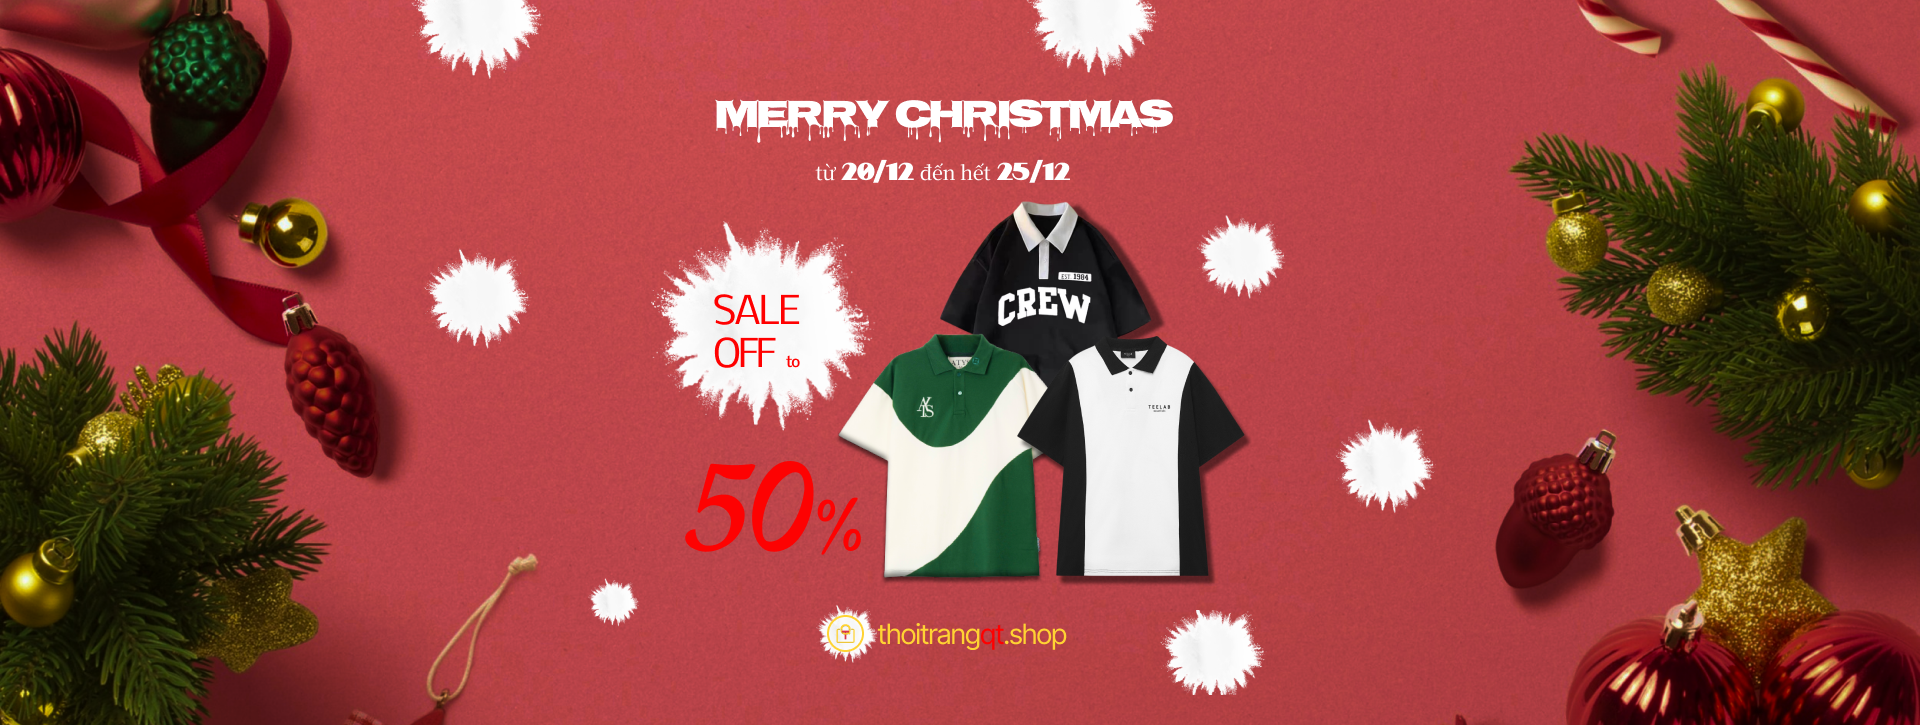 MERRY CHRISTMAS
từ 20/12 đến hết 25/12
SALE
OFF to
50%
EST. 1984
CREW
TEELAB
thoitrangqt.shop